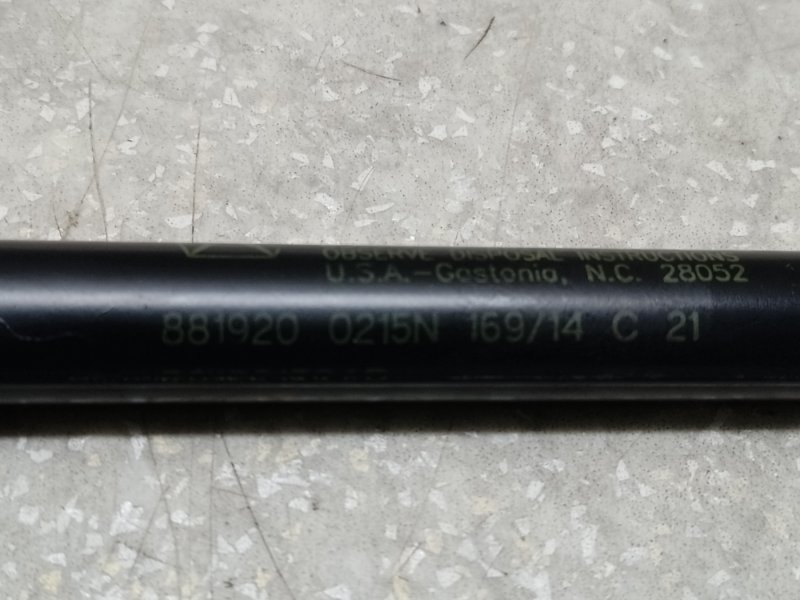 OBSERVE DISPOSAL INSTRUCTIONS
U.S.A.-Gastonia, N.C. 28052
881920 0215N 169/14 C 21